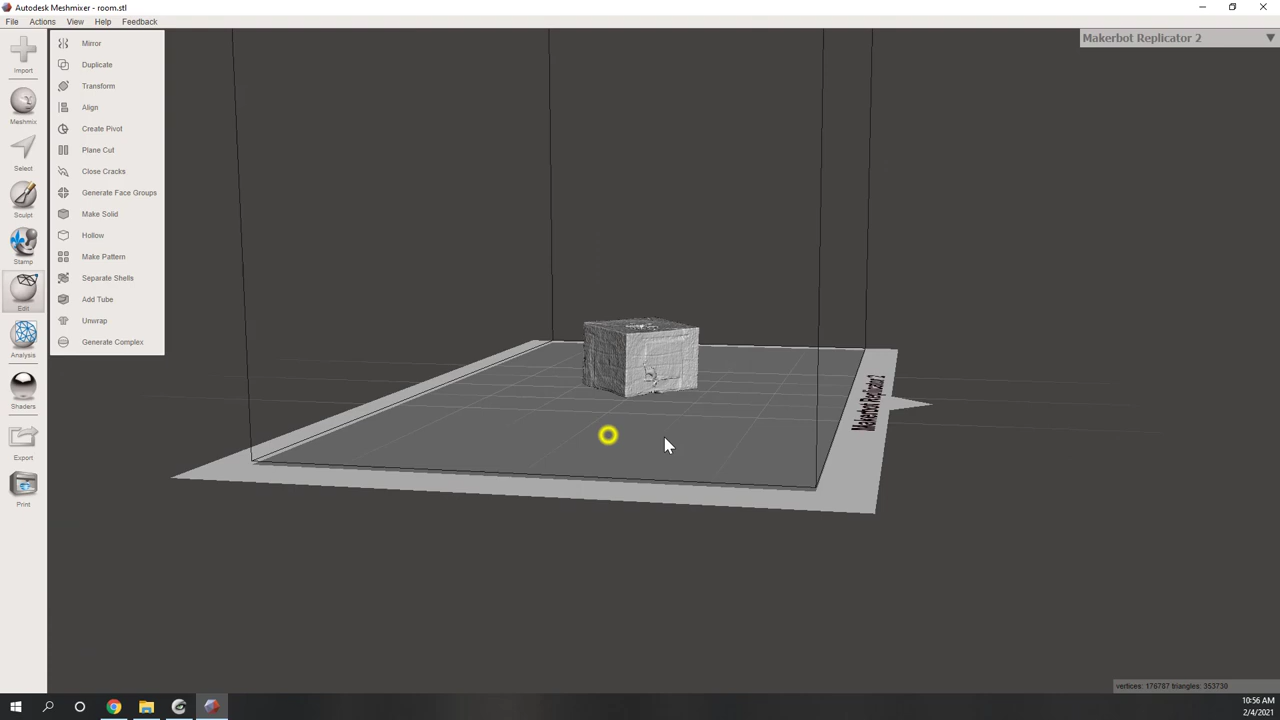 Autodesk Meshmixer - room.stl
File Actions View Help Feedback
Makerbot Replicator 2
Import
Meshmix
Select
Sculpt
Stamp
Edit
Analysis
Shaders
Export
Print
Mirror
Duplicate
Transform
Align
Create Pivot
Plane Cut
Close Cracks
Generate Face Groups
Make Solid
Hollow
Make Pattern
Separate Shells
Add Tube
Unwrap
Generate Complex
Makerbot Replicator 2
vertices: 176787 triangles: 353730
10:56 AM
2/4/2021